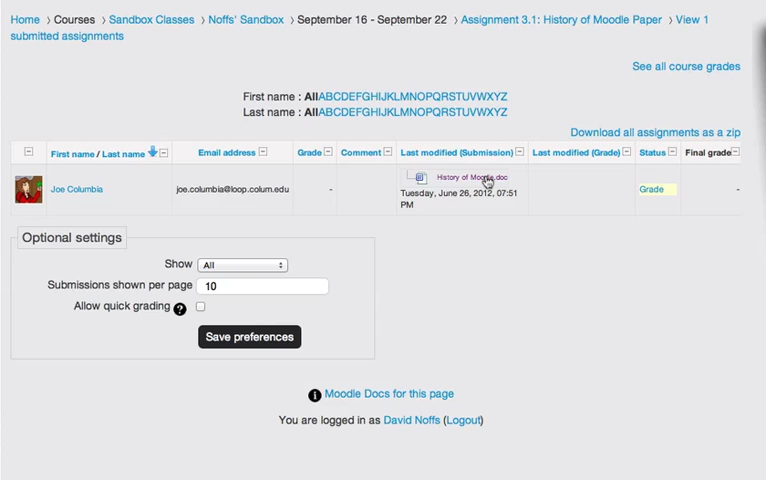 Home > Courses > Sandbox Classes > Noffs' Sandbox > September 16 - September 22 > Assignment 3.1: History of Moodle Paper > View 1
submitted assignments
See all course grades
First name : AllABCDEFGHIJKLMNOPQRSTUVWXYZ
Last name : AllABCDEFGHIJKLMNOPQRSTUVWXYZ
Download all assignments as a zip
First name / Last name Email address Grade Comment Last modified (Submission) Last modified (Grade) Status Final grade
Joe Columbia joe.columbia@loop.colum.edu - History of Moodle.doc Grade -
Tuesday, June 26, 2012, 07:51
PM
Optional settings
Show All
Submissions shown per page 10
Allow quick grading ?
Save preferences
i Moodle Docs for this page
You are logged in as David Noffs (Logout)